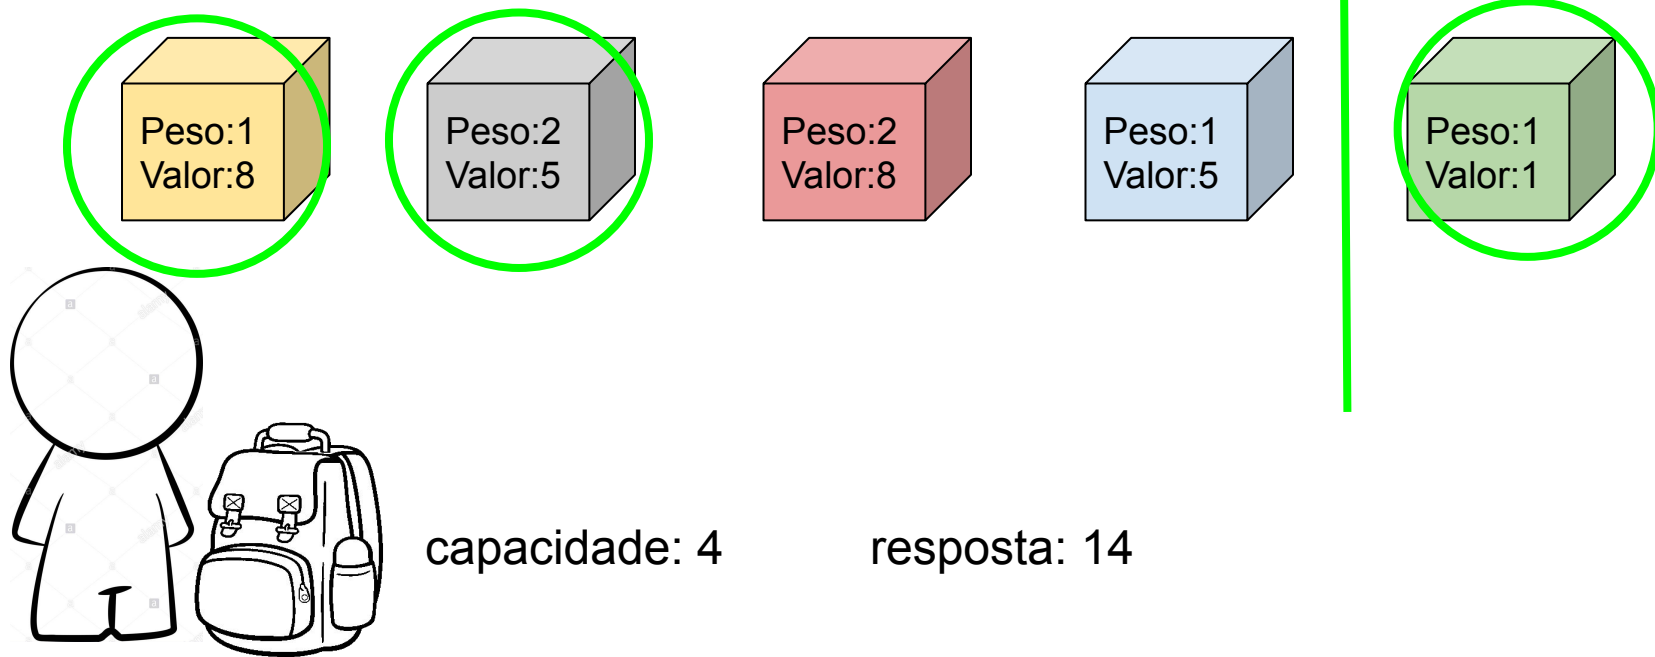 Peso:1
Valor:8
Peso:2
Valor:5
Peso:2
Valor:8
Peso:1
Valor:5
Peso:1
Valor:1
capacidade: 4
resposta: 14